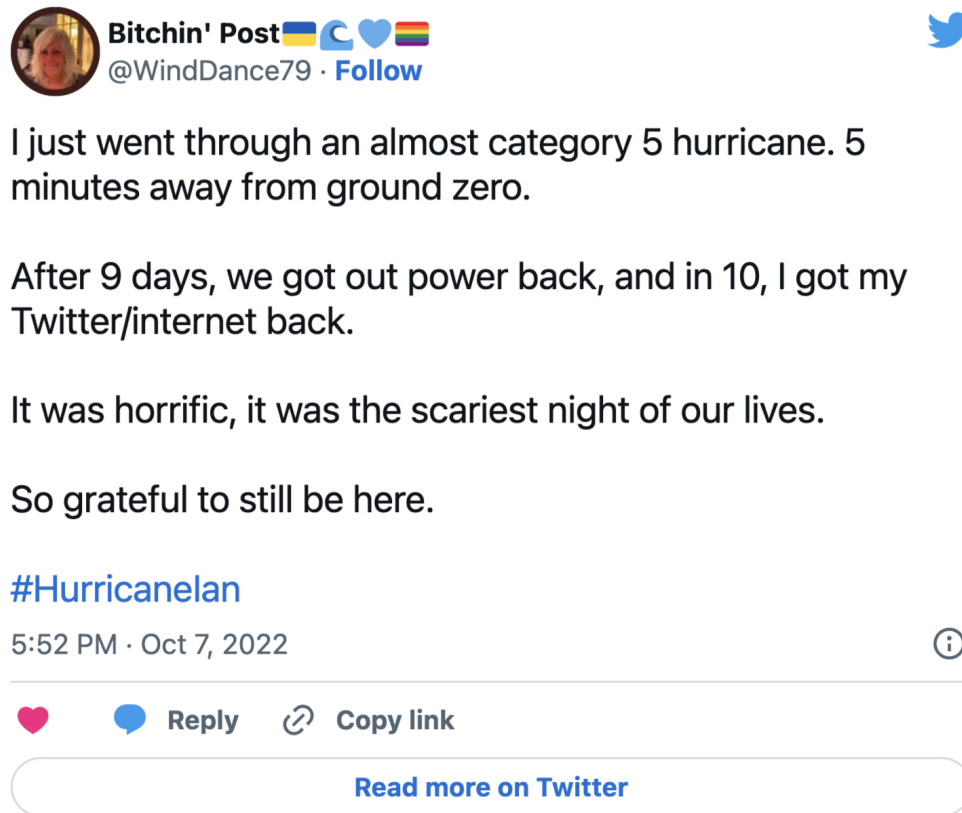 Bitchin' Post🇺🇦🌊💙🏳️‍🌈
@WindDance79 · Follow
I just went through an almost category 5 hurricane. 5
minutes away from ground zero.
After 9 days, we got out power back, and in 10, I got my
Twitter/internet back.
It was horrific, it was the scariest night of our lives.
So grateful to still be here.
#HurricaneIan
5:52 PM · Oct 7, 2022
Reply Copy link
Read more on Twitter